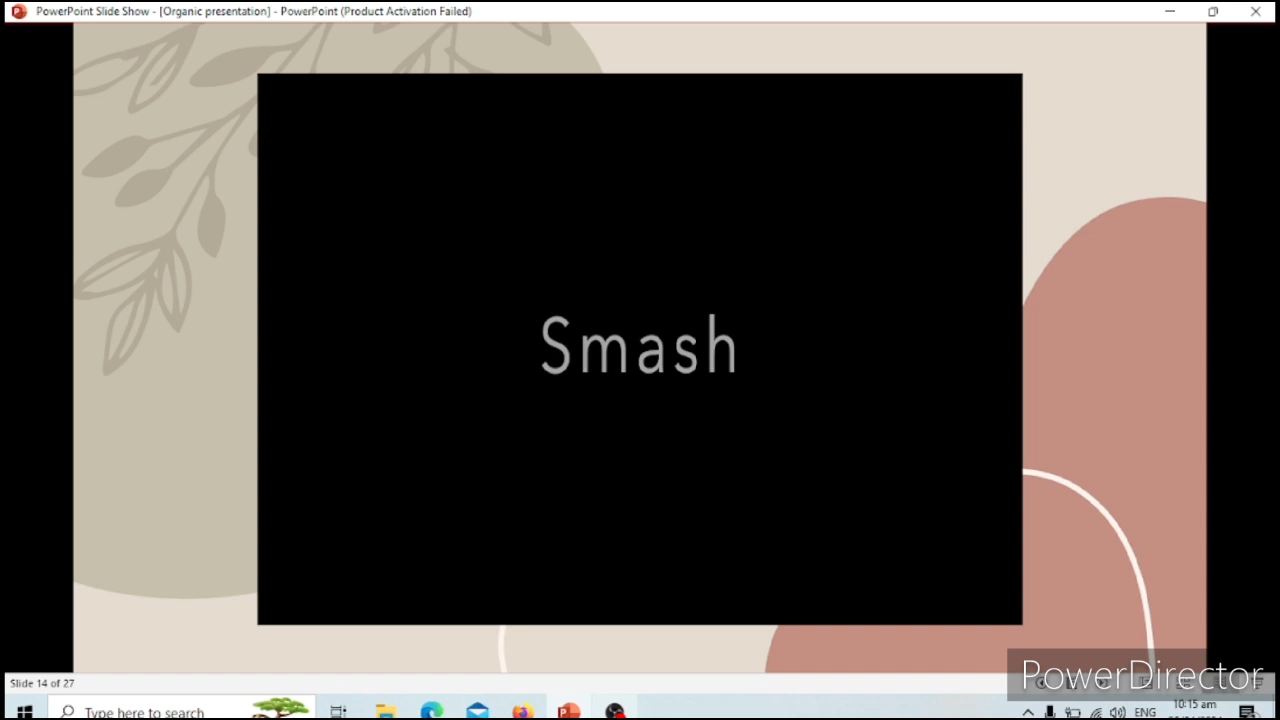 PowerPoint Slide Show - [Organic presentation] - PowerPoint (Product Activation Failed)
Smash
Slide 14 of 27
PowerDirector
Type here to search
ENG
10:15 am